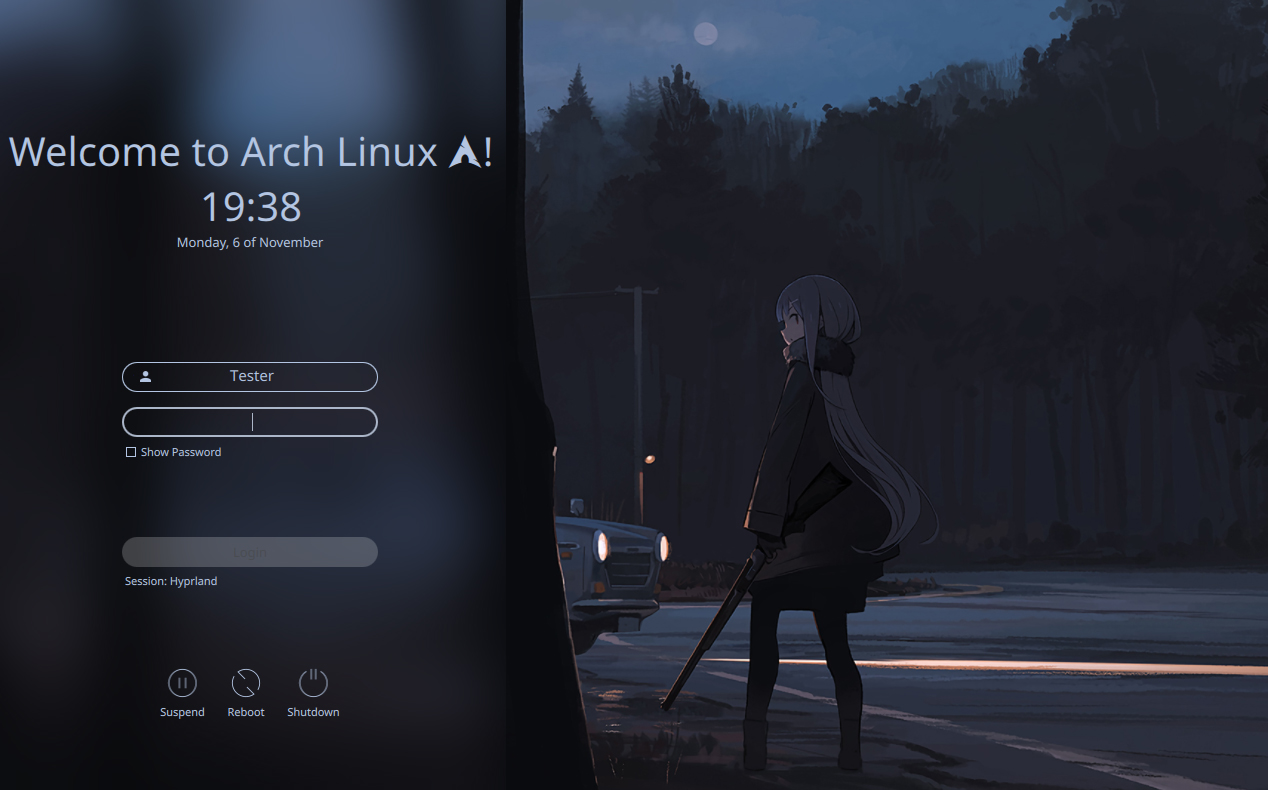 Welcome to Arch Linux !
19:38
Monday, 6 of November
Tester
Show Password
Login
Session: Hyprland
Suspend Reboot Shutdown